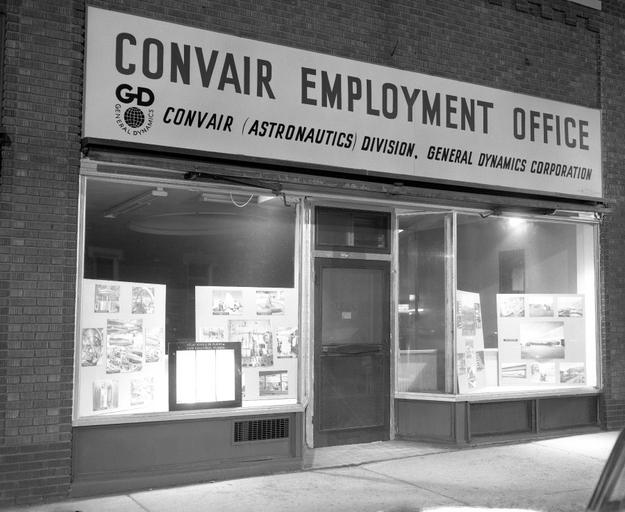 CONVAIR EMPLOYMENT OFFICE
GD
GENERAL DYNAMICS
CONVAIR (ASTRONAUTICS) DIVISION, GENERAL DYNAMICS CORPORATION